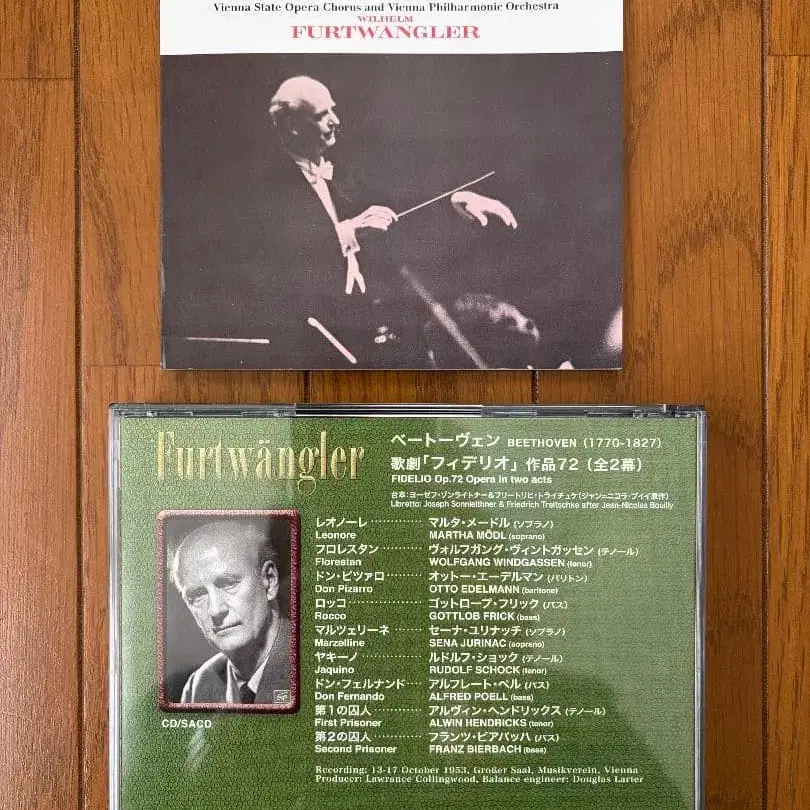 Vienna State Opera Chorus and Vienna Philharmonic Orchestra
WILHELM
FURTWÄNGLER
Furtwängler
ベートーヴェン BEETHOVEN (1770-1827)
歌劇「フィデリオ」作品72(全2幕)
FIDELIO Op.72 Opera in two acts
台本:ヨーゼフ・ゾンライトナー&フリートリヒ・トライチュケ(ジャン=ニコラ・ブイイ原作)
Libretto: Joseph Sonnleithner & Friedrich Treitschke after Jean-Nicolas Bouilly
レオノーレ ············ マルタ・メードル (ソプラノ)
Leonore MARTHA MÖDL (soprano)
フロレスタン ········· ヴォルフガング・ヴィントガッセン (テノール)
Florestan WOLFGANG WINDGASSEN (tenor)
ドン・ピツァロ ······ オットー・エーデルマン (バリトン)
Don Pizarro OTTO EDELMANN (baritone)
ロッコ ·················· ゴットロープ・フリック (バス)
Rocco GOTTLOB FRICK (bass)
マルツェリーネ ······ セーナ・ユリナッチ (ソプラノ)
Marzelline SENA JURINAC (soprano)
ヤキーノ ··············· ルドルフ・ショック (テノール)
Jaquino RUDOLF SCHOCK (tenor)
ドン・フェルナンド ··· アルフレート・ペル (バス)
Don Fernando ALFRED POELL (bass)
第1の囚人 ············ アルヴィン・ヘンドリックス (テノール)
First Prisoner ALWIN HENDRICKS (tenor)
第2の囚人 ············ フランツ・ビアバッハ (バス)
Second Prisoner FRANZ BIERBACH (bass)
CD/SACD
Recording: 13-17 October 1953, Großer Saal, Musikverein, Vienna
Producer: Lawrance Collingwood, Balance engineer: Douglas Larter